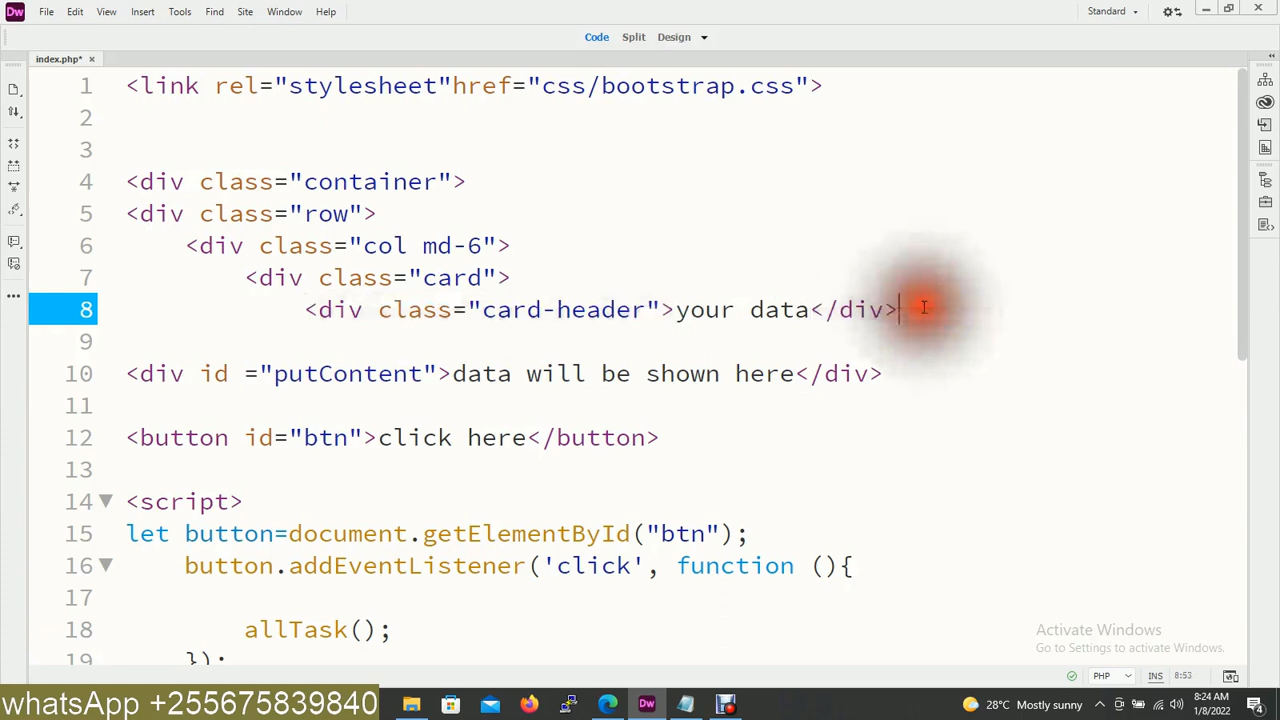 Dw File Edit View Insert Tools Find Site Window Help Standard
Code Split Design
index.php*
1 <link rel="stylesheet"href="css/bootstrap.css">
2
3
4 <div class="container">
5 <div class="row">
6 <div class="col md-6">
7 <div class="card">
8 <div class="card-header">your data</div>
9
10 <div id ="putContent">data will be shown here</div>
11
12 <button id="btn">click here</button>
13
14 <script>
15 let button=document.getElementById("btn");
16 button.addEventListener('click', function (){
17
18 allTask();
19 });
Activate Windows
Go to Settings to activate Windows.
PHP INS 8:53
whatsApp +255675839840
Dw
28°C Mostly sunny
8:24 AM
1/8/2022
4